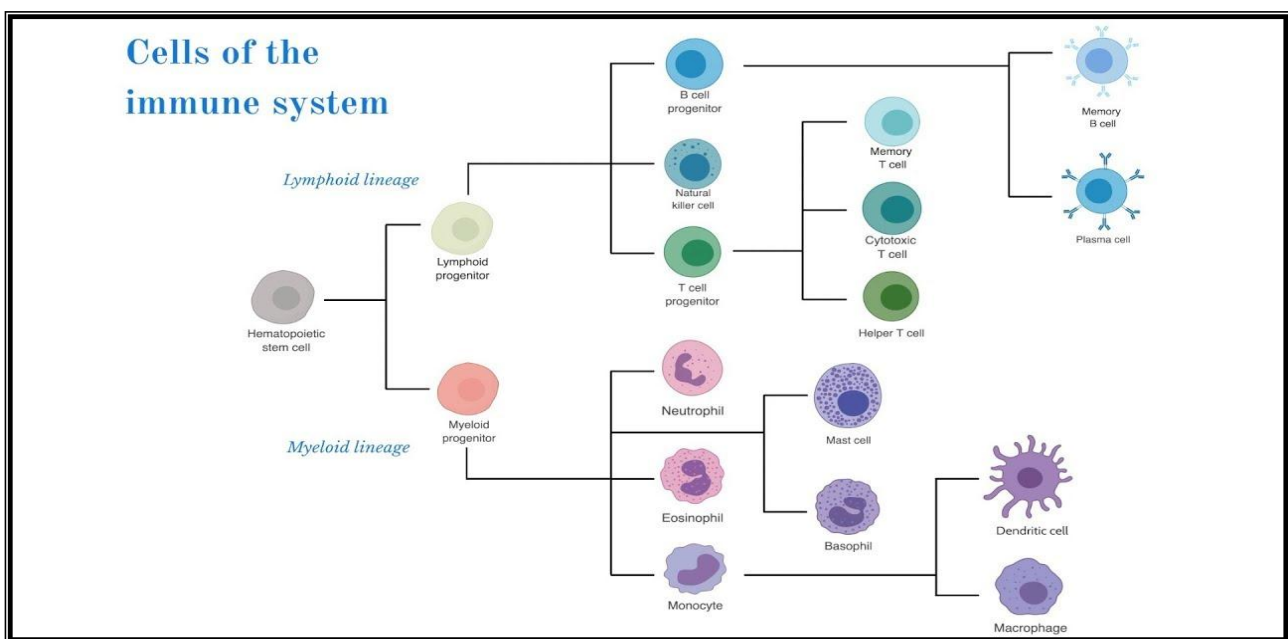 Cells of the
immune system
Lymphoid lineage
Hematopoietic
stem cell
Lymphoid
progenitor
Myeloid
progenitor
Myeloid lineage
B cell
progenitor
Natural
killer cell
T cell
progenitor
Memory
T cell
Cytotoxic
T cell
Helper T cell
Memory
B cell
Plasma cell
Neutrophil
Eosinophil
Monocyte
Mast cell
Basophil
Dendritic cell
Macrophage